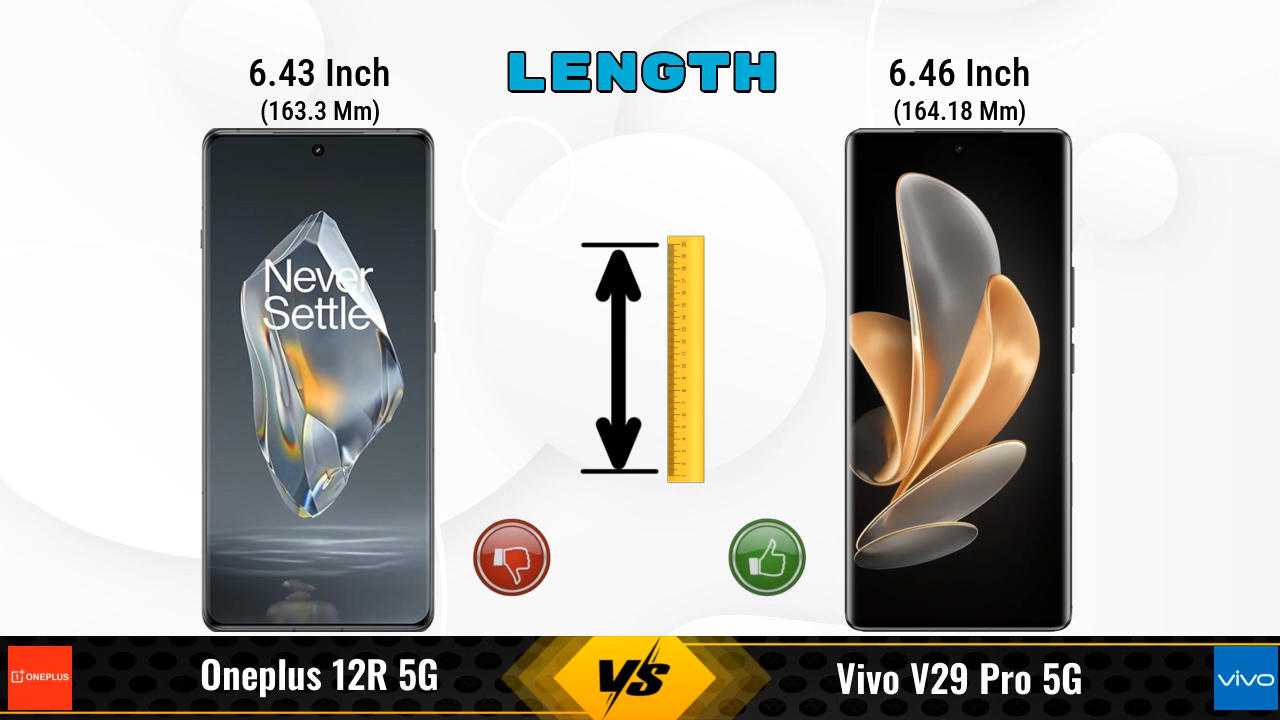 LENGTH
6.43 Inch
(163.3 Mm)
6.46 Inch
(164.18 Mm)
Never
Settle
ONEPLUS
Oneplus 12R 5G
VS
Vivo V29 Pro 5G
vivo